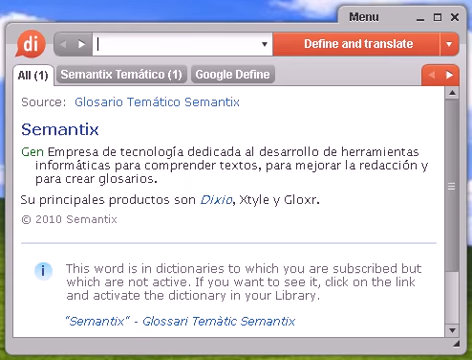 Menu
di
Define and translate
All (1)
Semantix Temático (1)
Google Define
Source: Glosario Temático Semantix
Semantix
Gen Empresa de tecnología dedicada al desarrollo de herramientas
informáticas para comprender textos, para mejorar la redacción y
para crear glosarios.
Su principales productos son Dixio, Xtyle y Gloxr.
© 2010 Semantix
i
This word is in dictionaries to which you are subscribed but
which are not active. If you want to see it, click on the link
and activate the dictionary in your Library.
"Semantix" - Glossari Temàtic Semantix